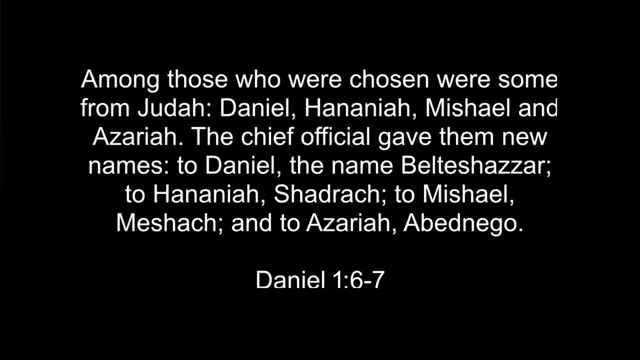 Among those who were chosen were some
from Judah: Daniel, Hananiah, Mishael and
Azariah. The chief official gave them new
names: to Daniel, the name Belteshazzar;
to Hananiah, Shadrach; to Mishael,
Meshach; and to Azariah, Abednego.
Daniel 1:6-7